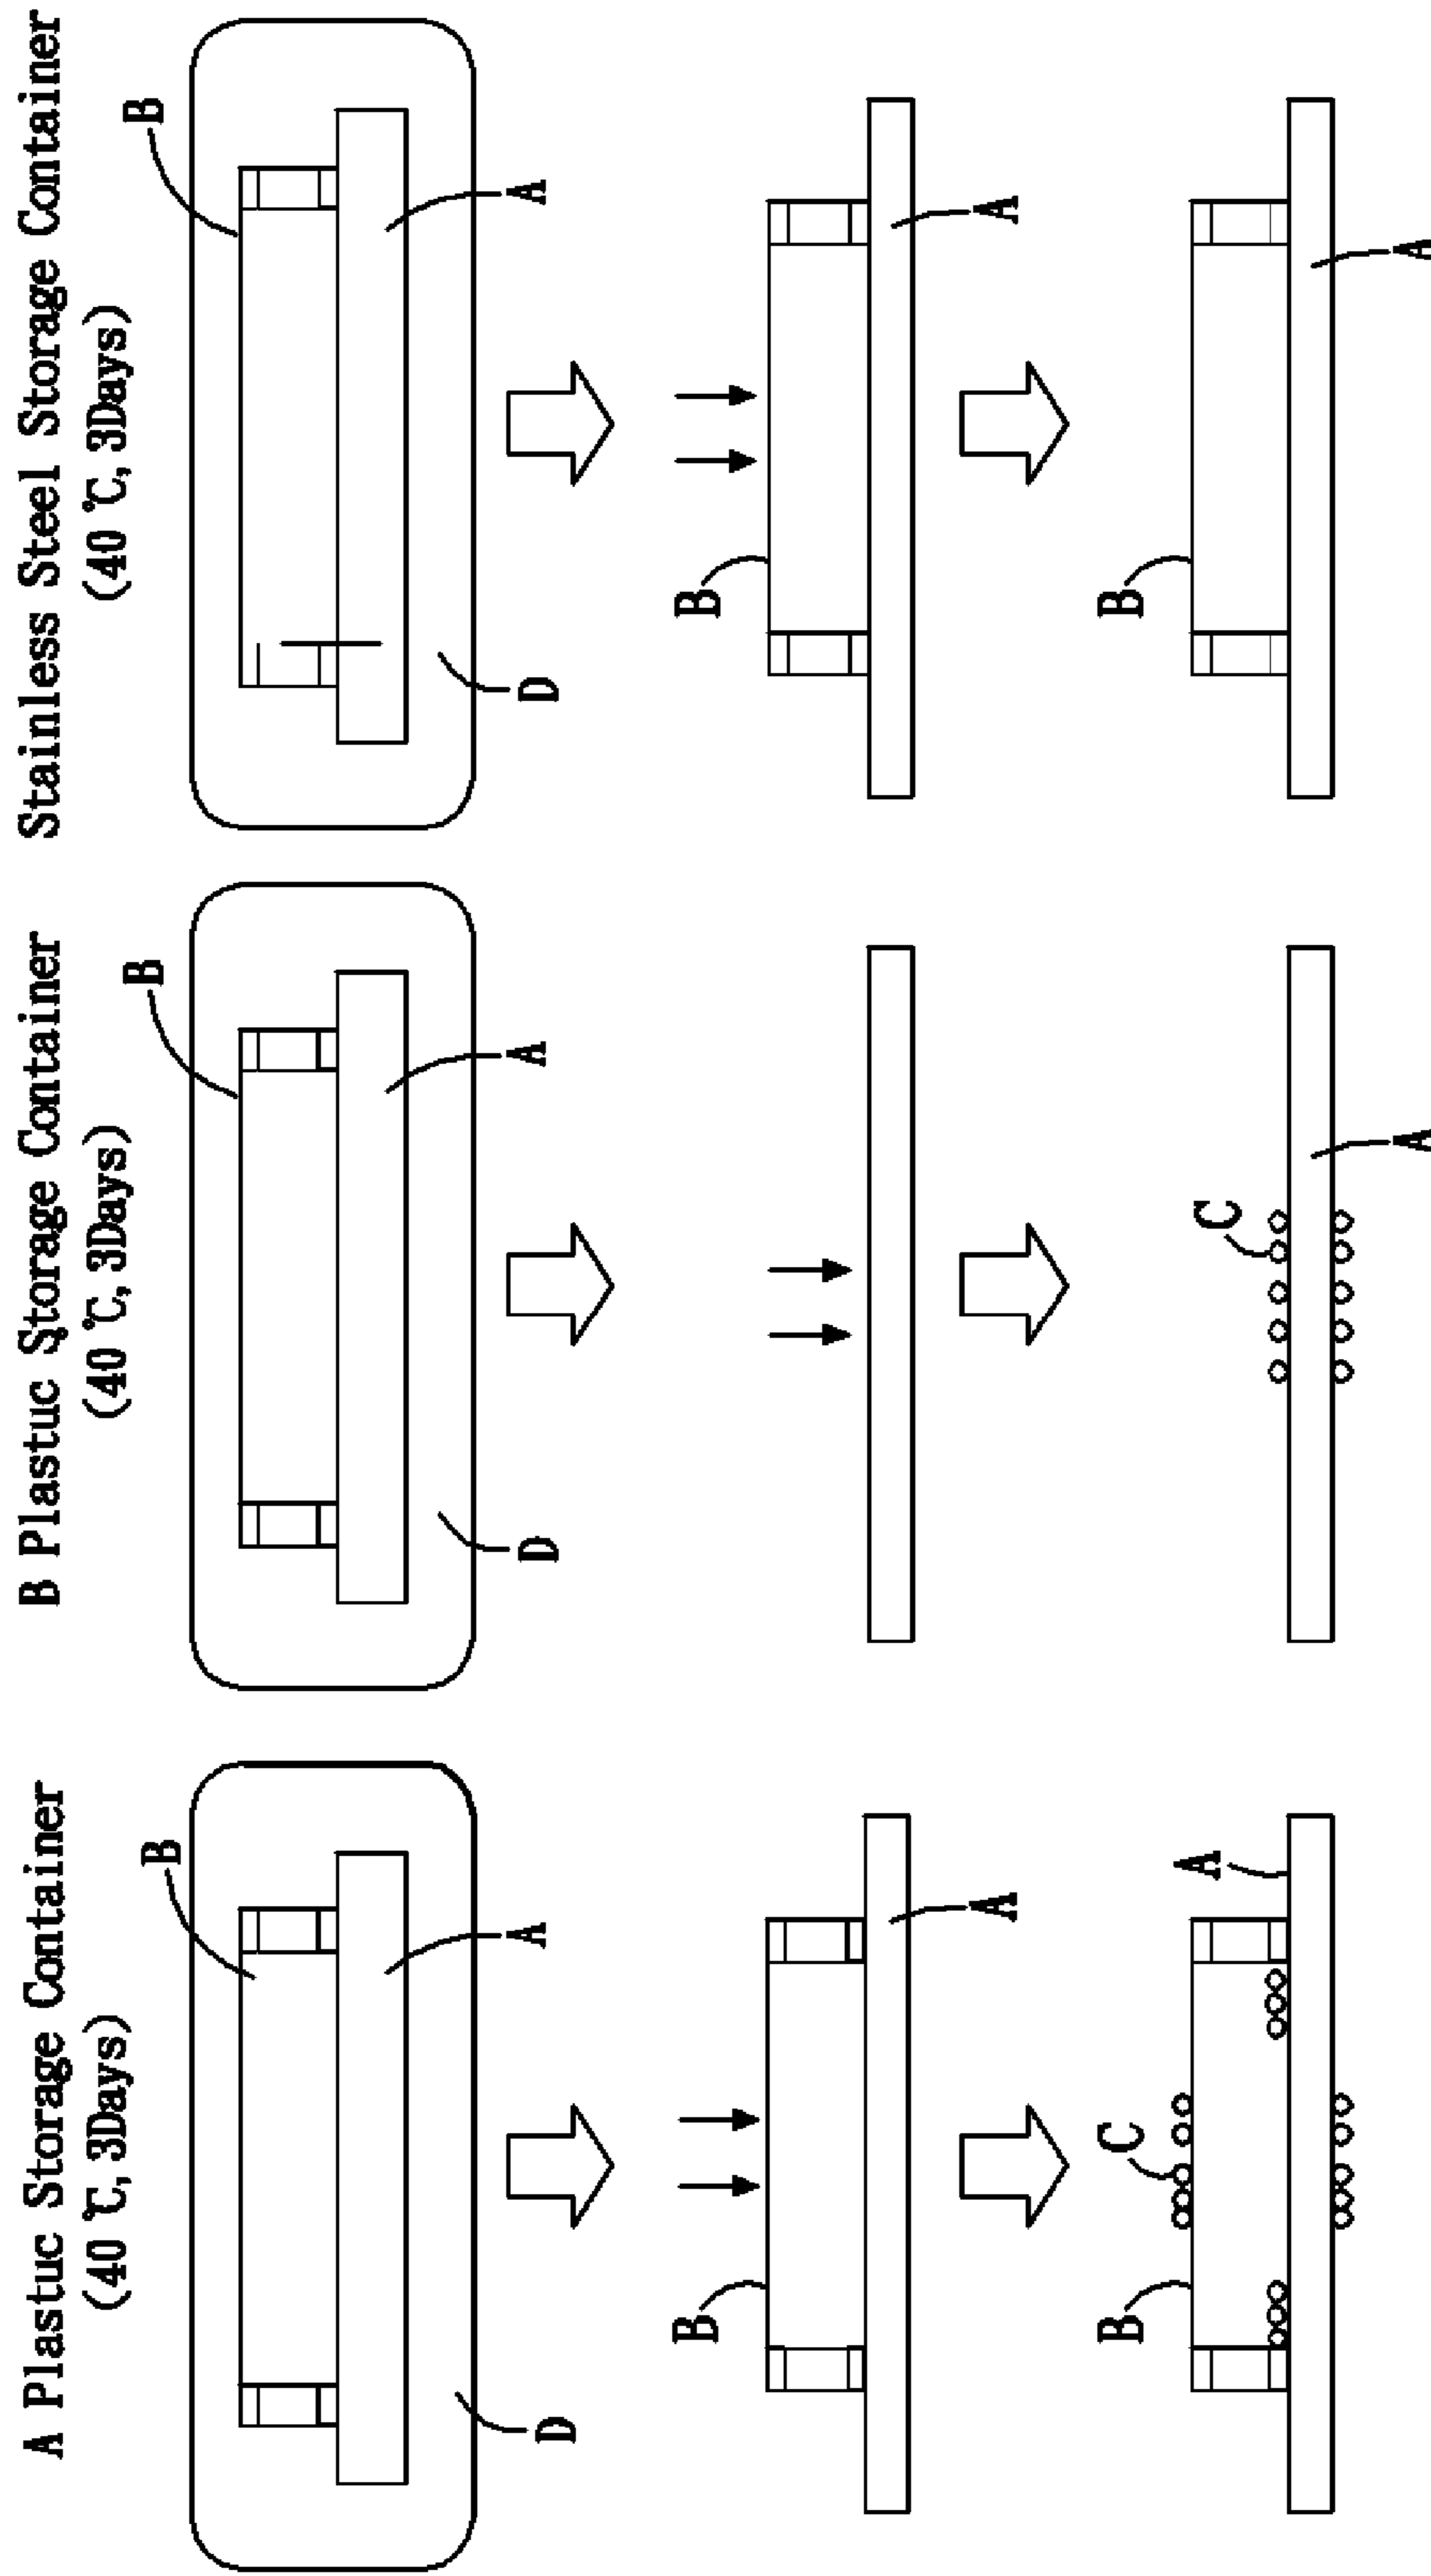 A Plastuc Storage Container
(40 ℃, 3Days)
B
A
D
B
A
B
C
A
B Plastuc Storage Container
(40 ℃, 3Days)
B
A
D
C
A
Stainless Steel Storage Container
(40 ℃, 3Days)
B
A
D
B
A
B
A